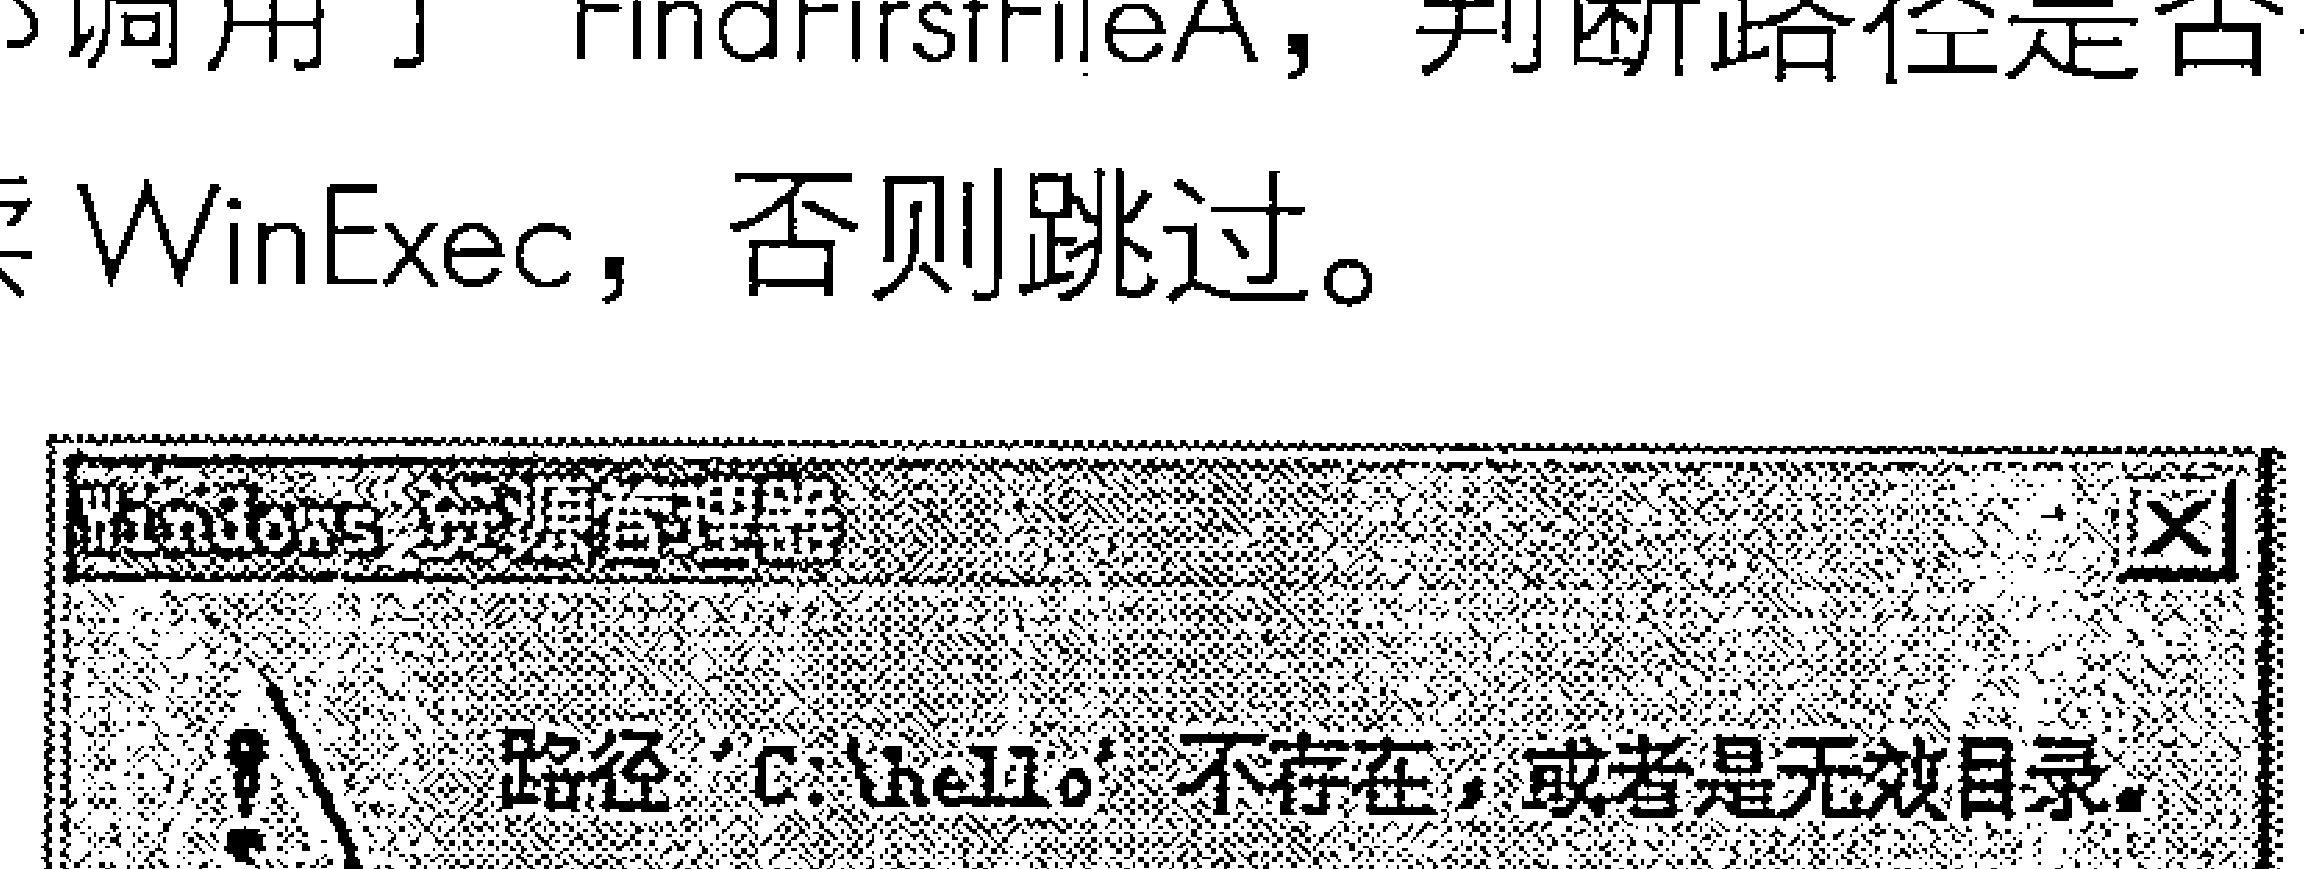 调用了 FindFirstFileA，判断路径是否
WinExec，否则跳过。
Windows 资源管理器
路径 'C:\hello' 不存在，或者是无效目录.